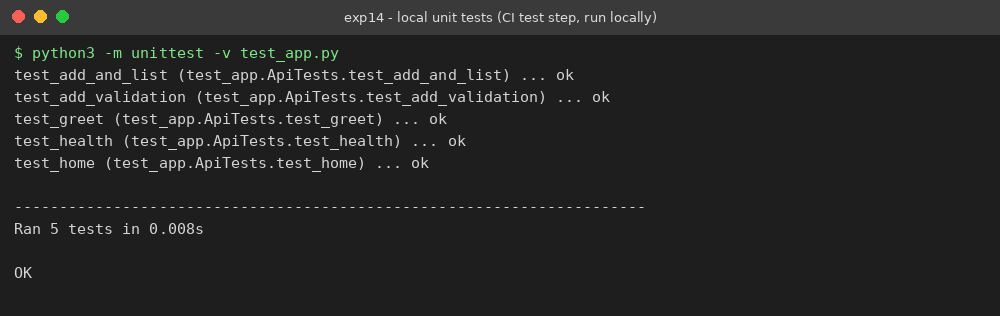 exp14 - local unit tests (CI test step, run locally)
$ python3 -m unittest -v test_app.py
test_add_and_list (test_app.ApiTests.test_add_and_list) ... ok
test_add_validation (test_app.ApiTests.test_add_validation) ... ok
test_greet (test_app.ApiTests.test_greet) ... ok
test_health (test_app.ApiTests.test_health) ... ok
test_home (test_app.ApiTests.test_home) ... ok
----------------------------------------------------------------------
Ran 5 tests in 0.008s
OK